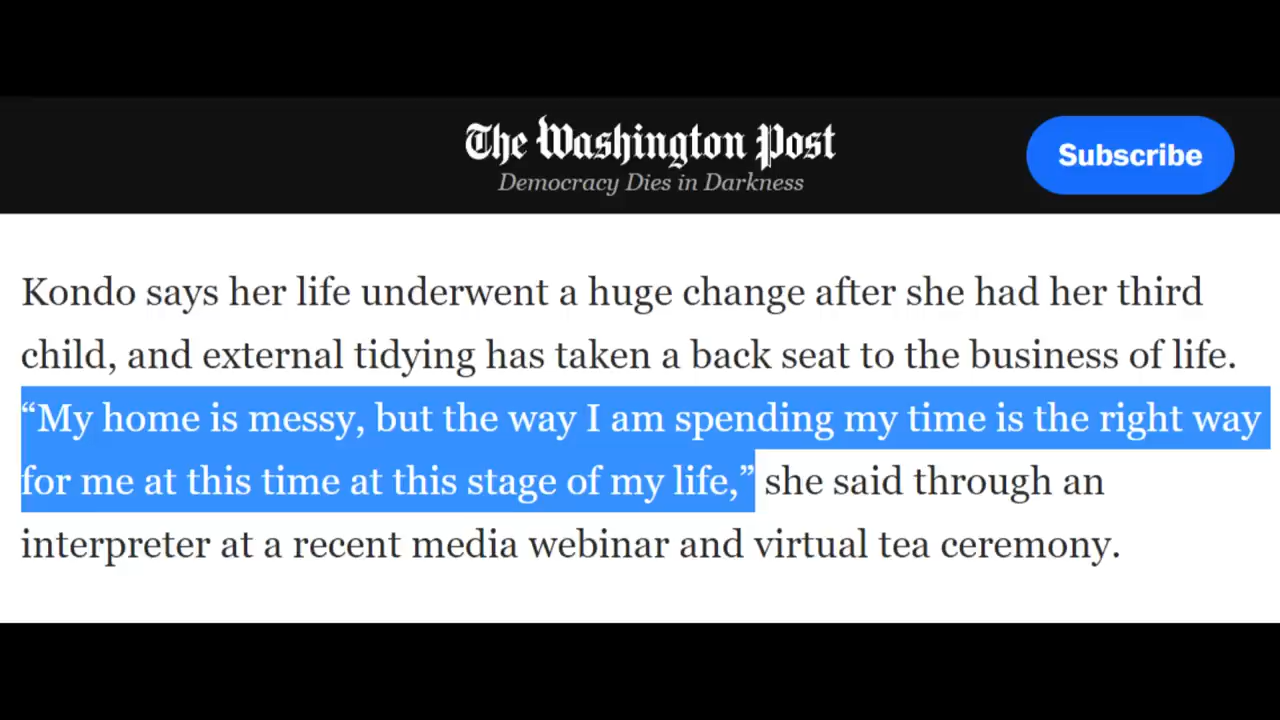 The Washington Post
Democracy Dies in Darkness
Subscribe
Kondo says her life underwent a huge change after she had her third
child, and external tidying has taken a back seat to the business of life.
“My home is messy, but the way I am spending my time is the right way
for me at this time at this stage of my life,” she said through an
interpreter at a recent media webinar and virtual tea ceremony.